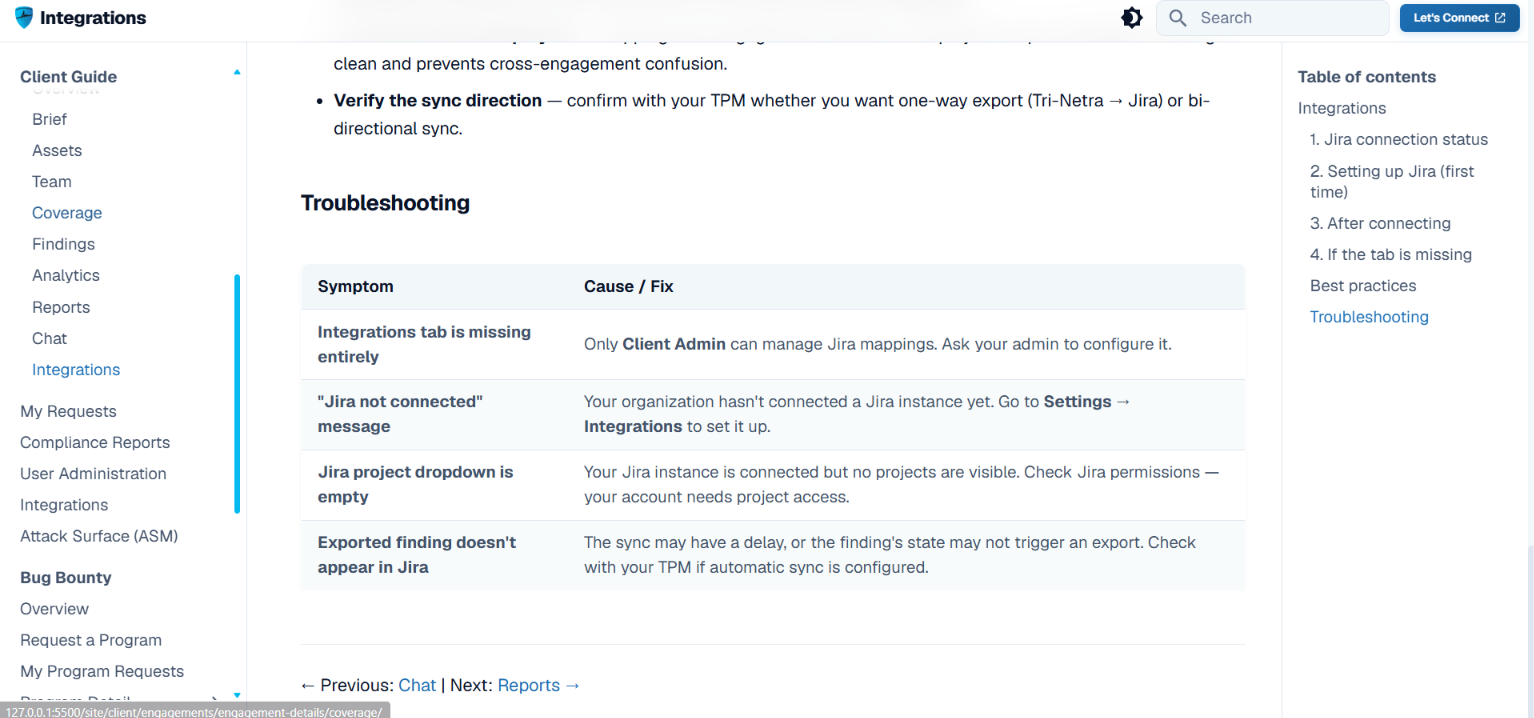 Integrations
Search
Let's Connect
Client Guide
Overview
Brief
Assets
Team
Coverage
Findings
Analytics
Reports
Chat
Integrations
My Requests
Compliance Reports
User Administration
Integrations
Attack Surface (ASM)
Bug Bounty
Overview
Request a Program
My Program Requests
Program Detail
127.0.0.1:5500/site/client/engagements/engagement-details/coverage/
clean and prevents cross-engagement confusion.
• Verify the sync direction — confirm with your TPM whether you want one-way export (Tri-Netra → Jira) or bi-
directional sync.
Troubleshooting
Symptom Cause / Fix
Integrations tab is missing
entirely
Only Client Admin can manage Jira mappings. Ask your admin to configure it.
"Jira not connected"
message
Your organization hasn't connected a Jira instance yet. Go to Settings →
Integrations to set it up.
Jira project dropdown is
empty
Your Jira instance is connected but no projects are visible. Check Jira permissions —
your account needs project access.
Exported finding doesn't
appear in Jira
The sync may have a delay, or the finding's state may not trigger an export. Check
with your TPM if automatic sync is configured.
← Previous: Chat | Next: Reports →
Table of contents
Integrations
1. Jira connection status
2. Setting up Jira (first
time)
3. After connecting
4. If the tab is missing
Best practices
Troubleshooting